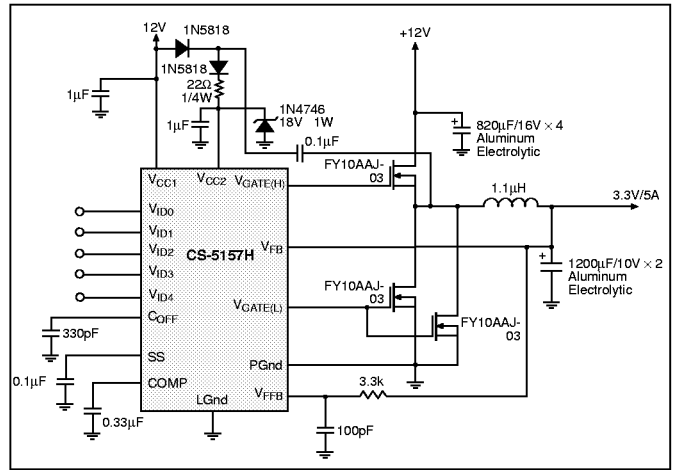 12V
1N5818
+12V
1N5818
22Ω
1/4W
1μF
1μF
1N4746
18V 1W
0.1μF
820μF/16V × 4
Aluminum
Electrolytic
FY10AAJ-
03
VCC1
VCC2
VGATE(H)
1.1μH
3.3V/5A
VID0
VID1
VID2
VID3
VID4
CS-5157H
VFB
1200μF/10V × 2
Aluminum
Electrolytic
FY10AAJ-
03
VGATE(L)
FY10AAJ-
03
COFF
330pF
SS
PGnd
0.1μF
COMP
3.3k
LGnd
VFFB
0.33μF
100pF